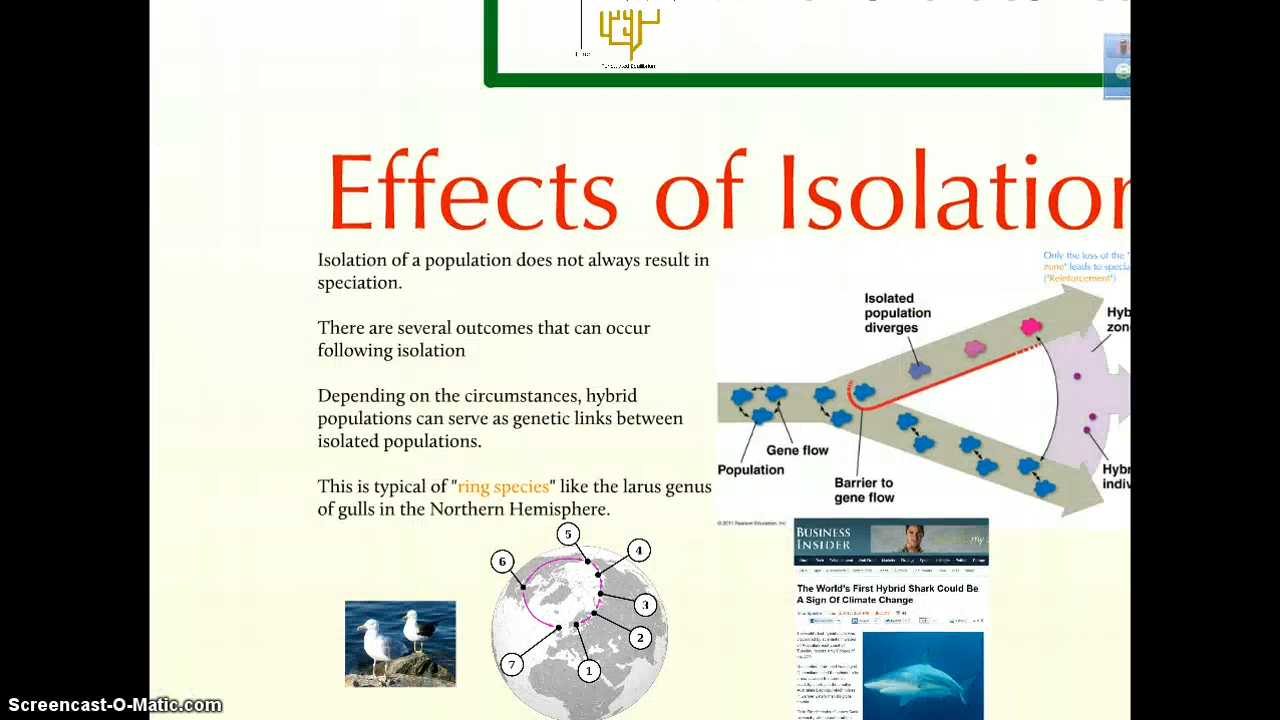 Effects of Isolation
Isolation of a population does not always result in
speciation.
There are several outcomes that can occur
following isolation
Depending on the circumstances, hybrid
populations can serve as genetic links between
isolated populations.
This is typical of "ring species" like the larus genus
of gulls in the Northern Hemisphere.
Only the loss of the "
zone" leads to specia
("Reinforcement")
Isolated
population
diverges
Hyb
zon
Gene flow
Population
Barrier to
gene flow
Hybr
indiv
© 2011 Pearson Education, Inc.
5
4
6
3
2
7
1
BUSINESS
INSIDER
The World's First Hybrid Shark Could Be
A Sign Of Climate Change
Screencast-O-Matic.com